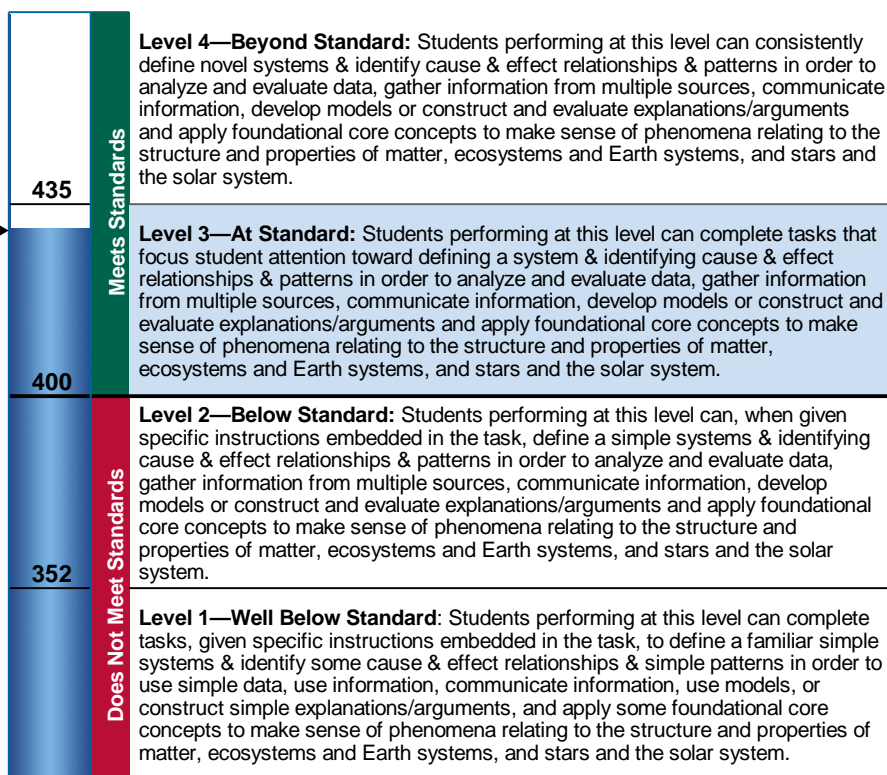 Level 4—Beyond Standard: Students performing at this level can consistently
define novel systems & identify cause & effect relationships & patterns in order to
analyze and evaluate data, gather information from multiple sources, communicate
information, develop models or construct and evaluate explanations/arguments
and apply foundational core concepts to make sense of phenomena relating to the
structure and properties of matter, ecosystems and Earth systems, and stars and
the solar system.
435
Meets Standards
Level 3—At Standard: Students performing at this level can complete tasks that
focus student attention toward defining a system & identifying cause & effect
relationships & patterns in order to analyze and evaluate data, gather information
from multiple sources, communicate information, develop models or construct and
evaluate explanations/arguments and apply foundational core concepts to make
sense of phenomena relating to the structure and properties of matter,
ecosystems and Earth systems, and stars and the solar system.
400
Level 2—Below Standard: Students performing at this level can, when given
specific instructions embedded in the task, define a simple systems & identifying
cause & effect relationships & patterns in order to analyze and evaluate data,
gather information from multiple sources, communicate information, develop
models or construct and evaluate explanations/arguments and apply foundational
core concepts to make sense of phenomena relating to the structure and
properties of matter, ecosystems and Earth systems, and stars and the solar
system.
352
Does Not Meet Standards
Level 1—Well Below Standard: Students performing at this level can complete
tasks, given specific instructions embedded in the task, to define a familiar simple
systems & identify some cause & effect relationships & simple patterns in order to
use simple data, use information, communicate information, use models, or
construct simple explanations/arguments, and apply some foundational core
concepts to make sense of phenomena relating to the structure and properties of
matter, ecosystems and Earth systems, and stars and the solar system.